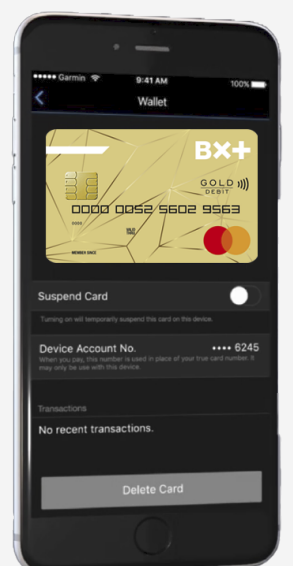 Garmin 9:41 AM 100%
Wallet
BX+
GOLD
DEBIT
0000 0052 5602 9563
MEMBER SINCE
Suspend Card
Turning on will temporarily suspend this card on this device.
Device Account No. •••• 6245
When you pay, this number is used in place of your true card number. It
may only be use with this device.
Transactions
No recent transactions.
Delete Card